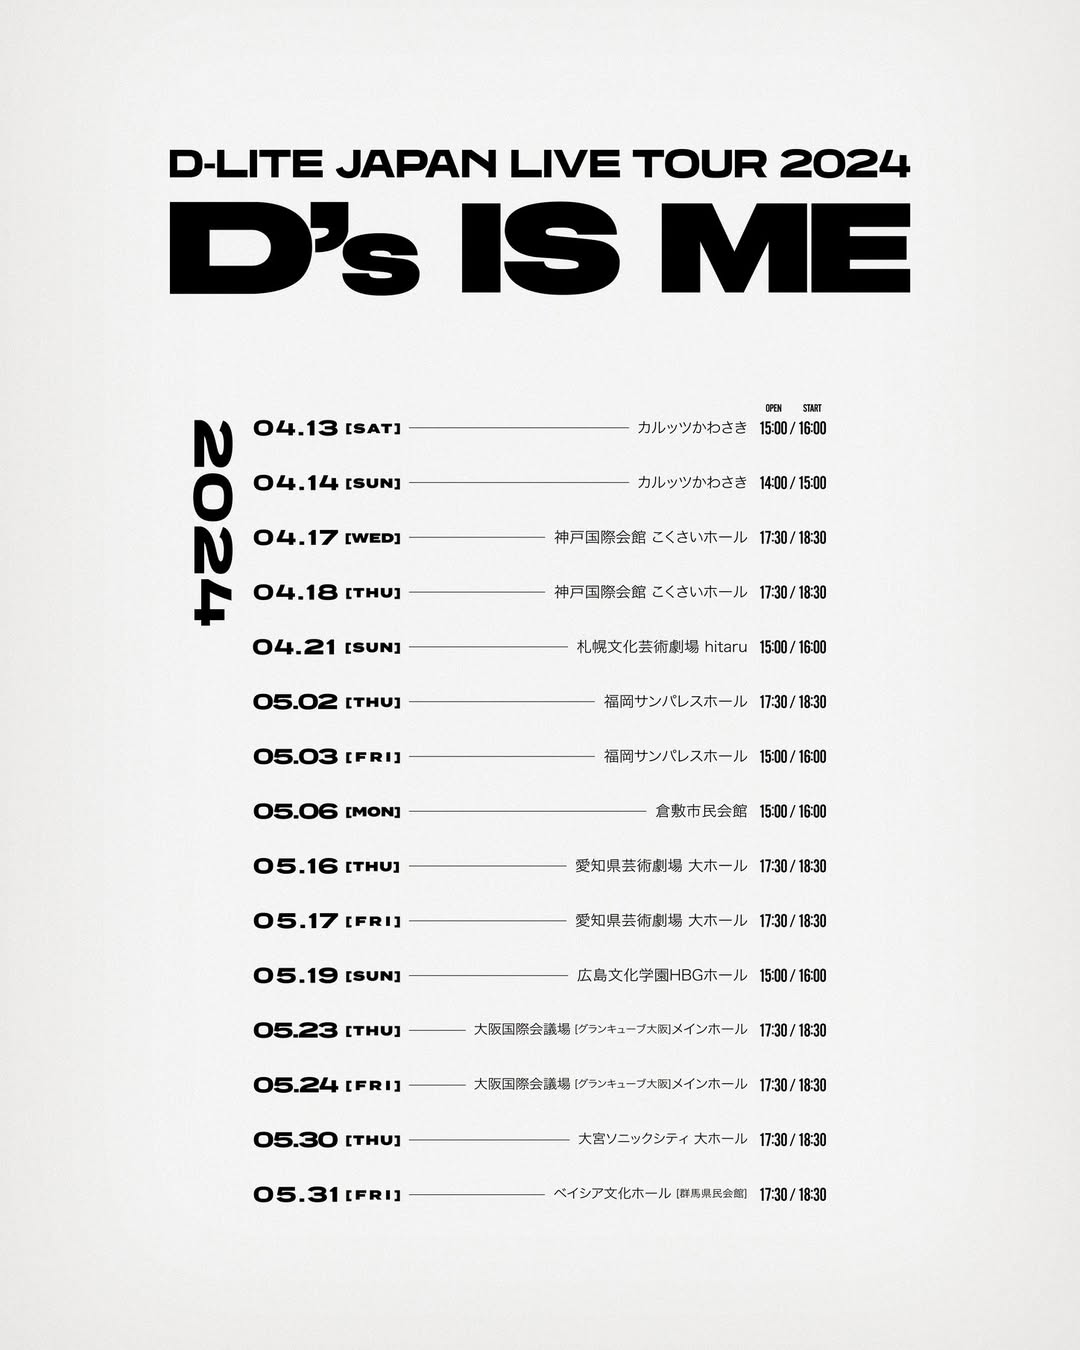 D-LITE JAPAN LIVE TOUR 2024
D's IS ME
2024
OPEN START
04.13 [SAT] カルッツかわさき 15:00 / 16:00
04.14 [SUN] カルッツかわさき 14:00 / 15:00
04.17 [WED] 神戸国際会館 こくさいホール 17:30 / 18:30
04.18 [THU] 神戸国際会館 こくさいホール 17:30 / 18:30
04.21 [SUN] 札幌文化芸術劇場 hitaru 15:00 / 16:00
05.02 [THU] 福岡サンパレスホール 17:30 / 18:30
05.03 [FRI] 福岡サンパレスホール 15:00 / 16:00
05.06 [MON] 倉敷市民会館 15:00 / 16:00
05.16 [THU] 愛知県芸術劇場 大ホール 17:30 / 18:30
05.17 [FRI] 愛知県芸術劇場 大ホール 17:30 / 18:30
05.19 [SUN] 広島文化学園HBGホール 15:00 / 16:00
05.23 [THU] 大阪国際会議場 [グランキューブ大阪]メインホール 17:30 / 18:30
05.24 [FRI] 大阪国際会議場 [グランキューブ大阪]メインホール 17:30 / 18:30
05.30 [THU] 大宮ソニックシティ 大ホール 17:30 / 18:30
05.31 [FRI] ベイシア文化ホール [群馬県民会館] 17:30 / 18:30